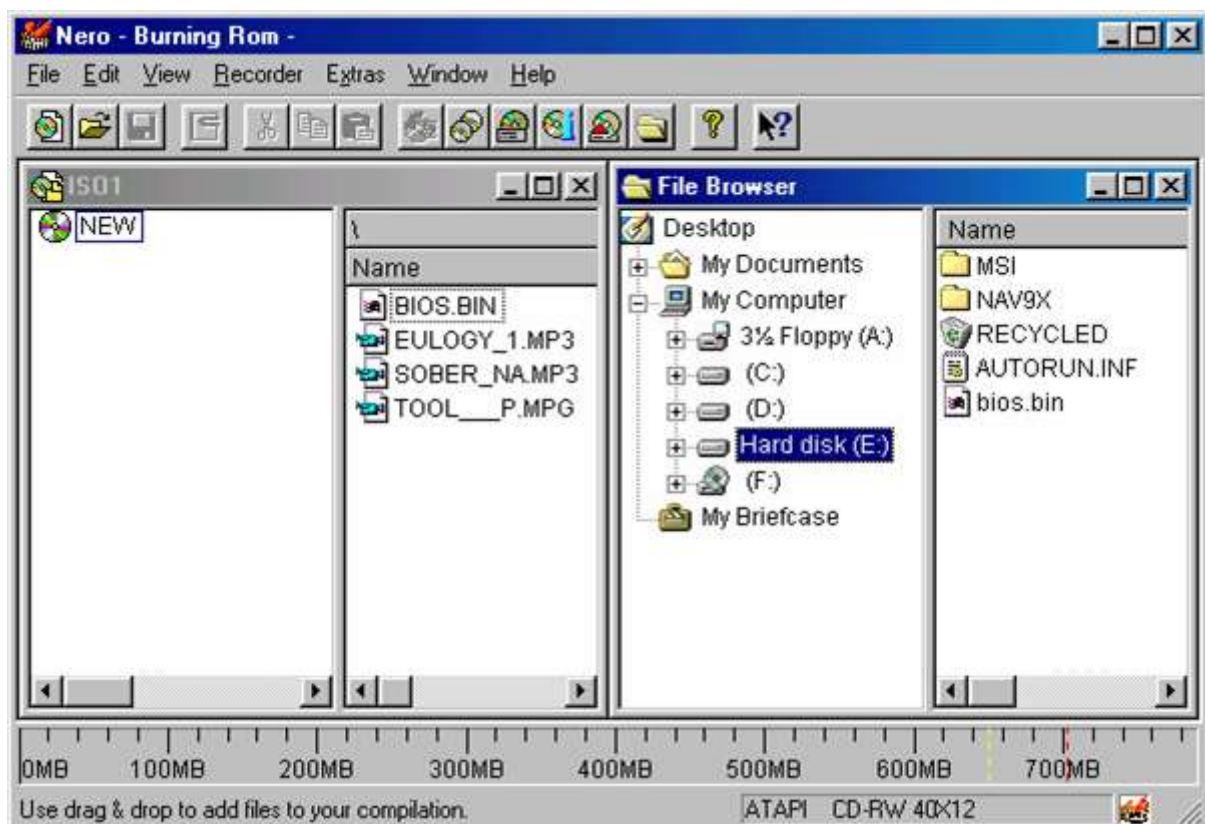 Nero - Burning Rom -
File Edit View Recorder Extras Window Help
ISO1
NEW
\
Name
BIOS.BIN
EULOGY_1.MP3
SOBER_NA.MP3
TOOL___P.MPG
File Browser
Desktop
My Documents
My Computer
3½ Floppy (A:)
(C:)
(D:)
Hard disk (E:)
(F:)
My Briefcase
Name
MSI
NAV9X
RECYCLED
AUTORUN.INF
bios.bin
0MB 100MB 200MB 300MB 400MB 500MB 600MB 700MB
Use drag & drop to add files to your compilation. ATAPI CD-RW 40X12